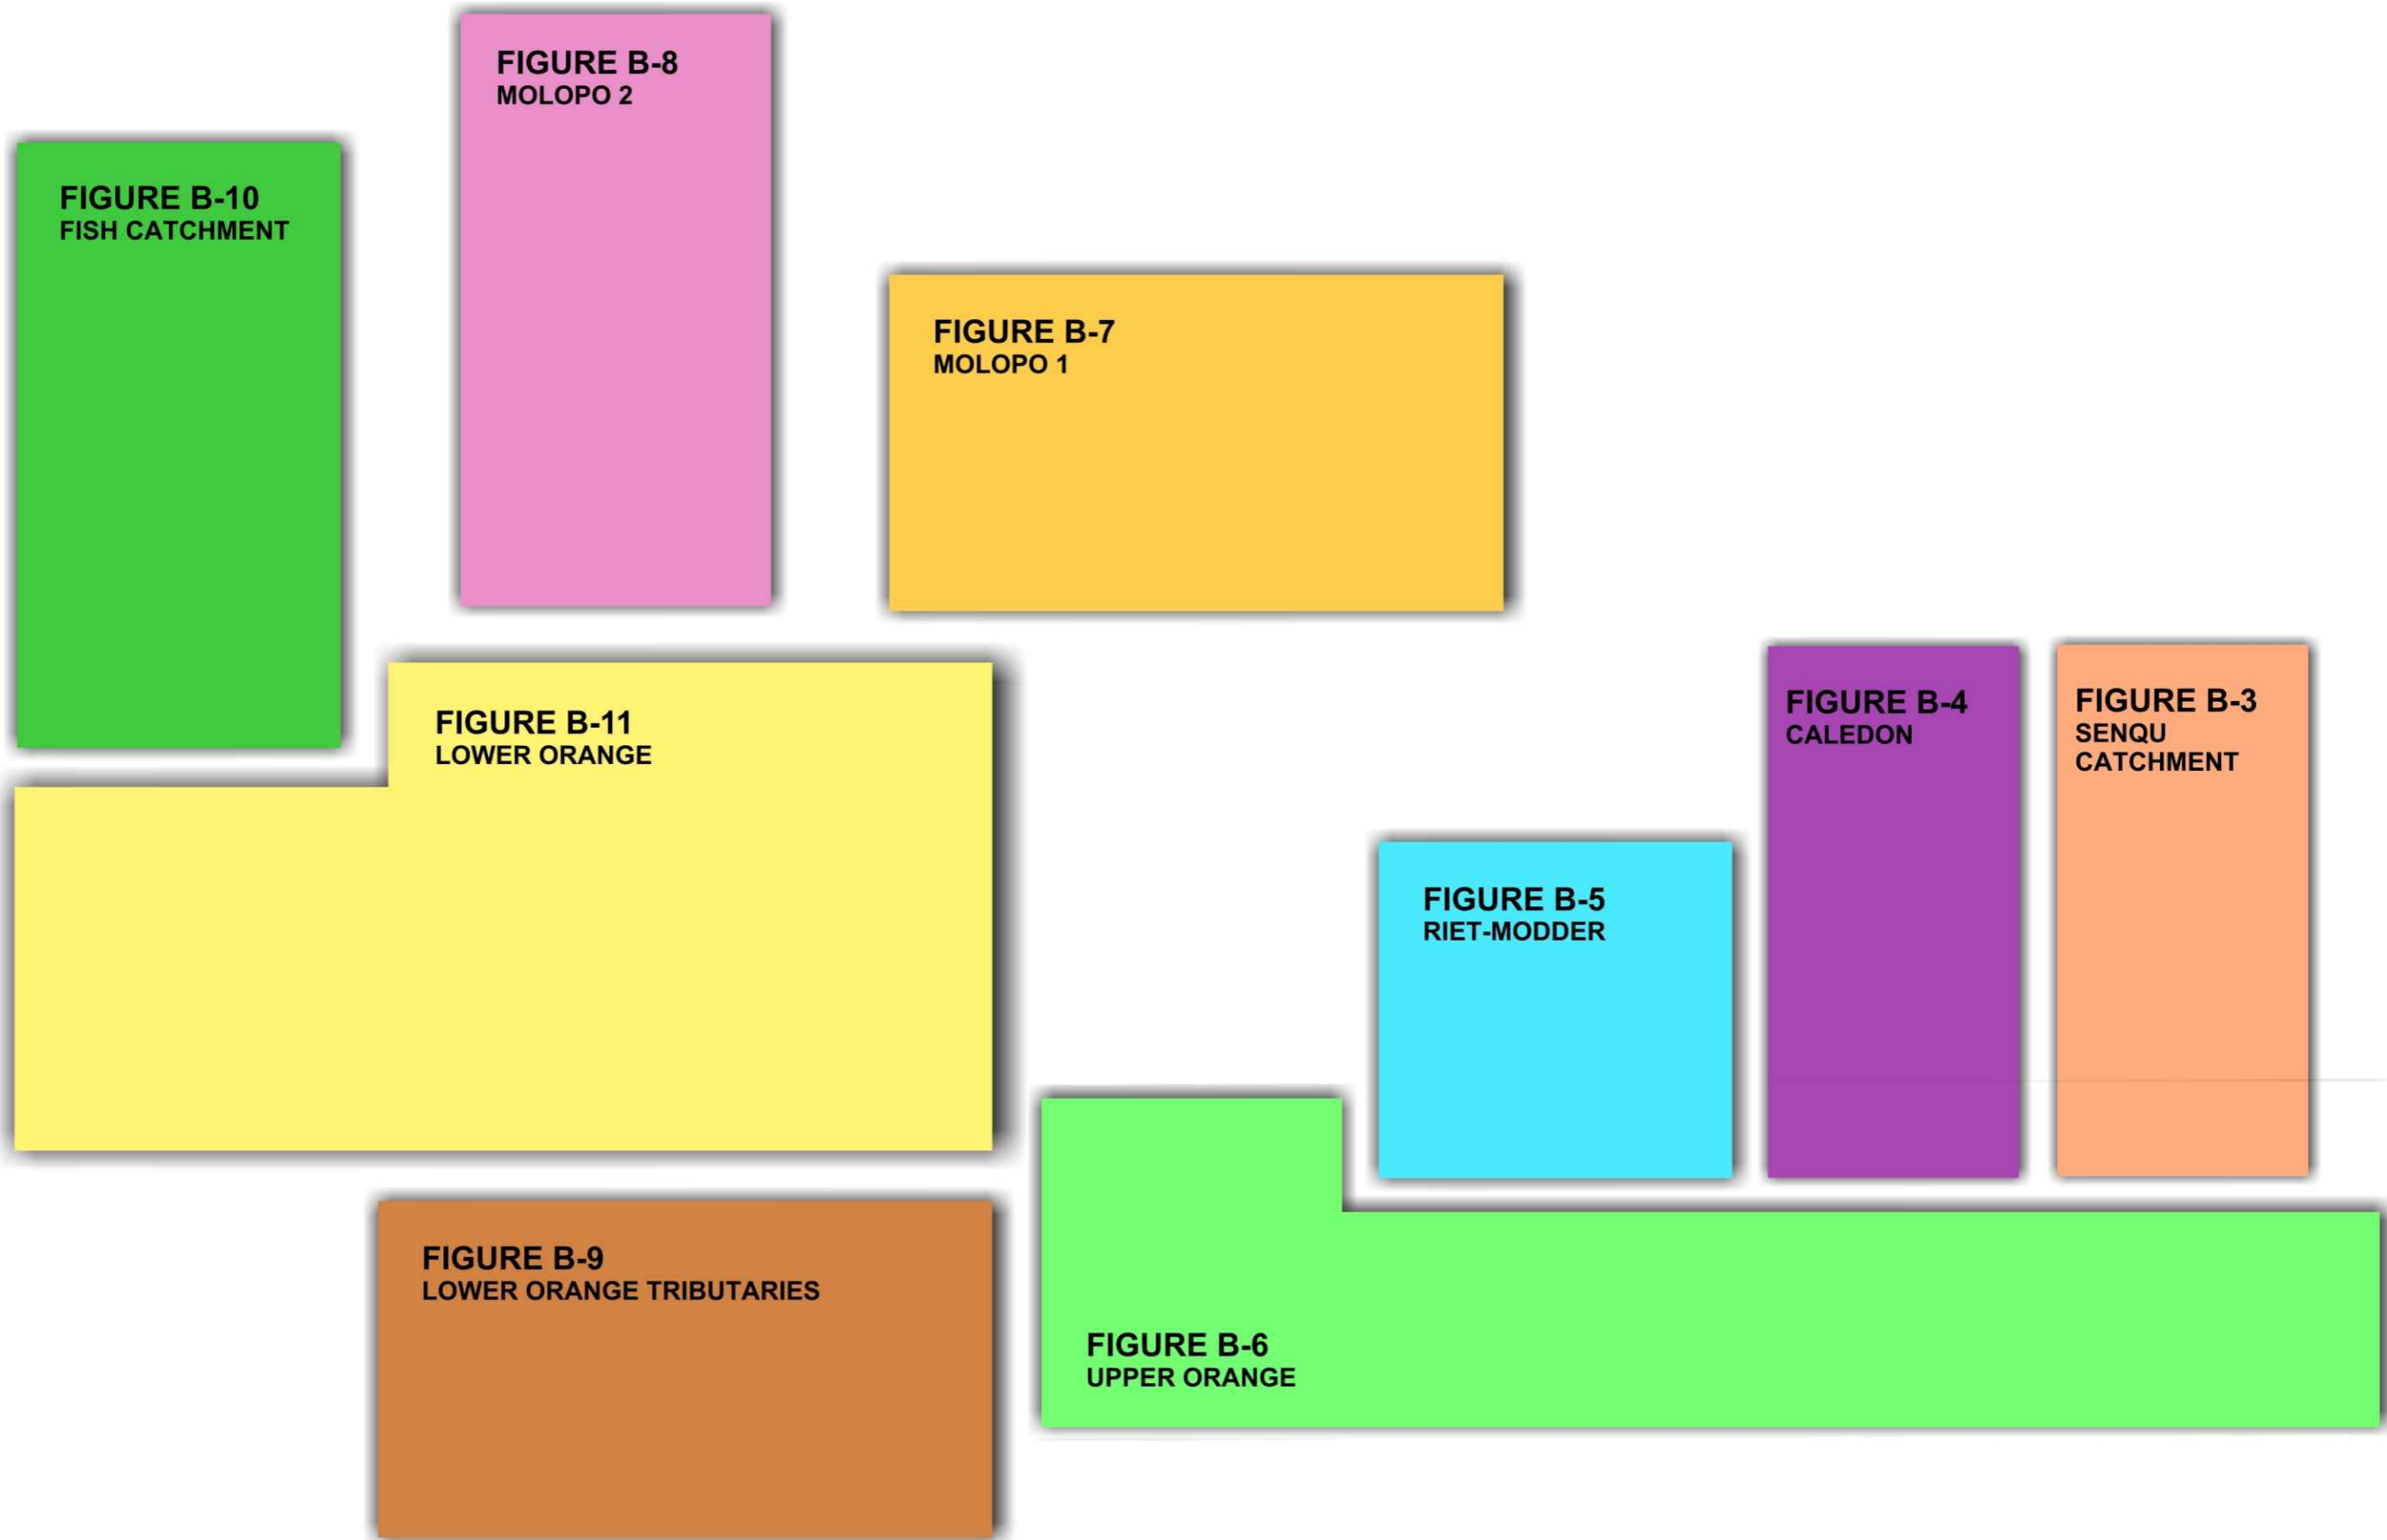 FIGURE B-8
MOLOPO 2
FIGURE B-10
FISH CATCHMENT
FIGURE B-7
MOLOPO 1
FIGURE B-11
LOWER ORANGE
FIGURE B-4
CALEDON
FIGURE B-3
SENQU
CATCHMENT
FIGURE B-5
RIET-MODDER
FIGURE B-9
LOWER ORANGE TRIBUTARIES
FIGURE B-6
UPPER ORANGE